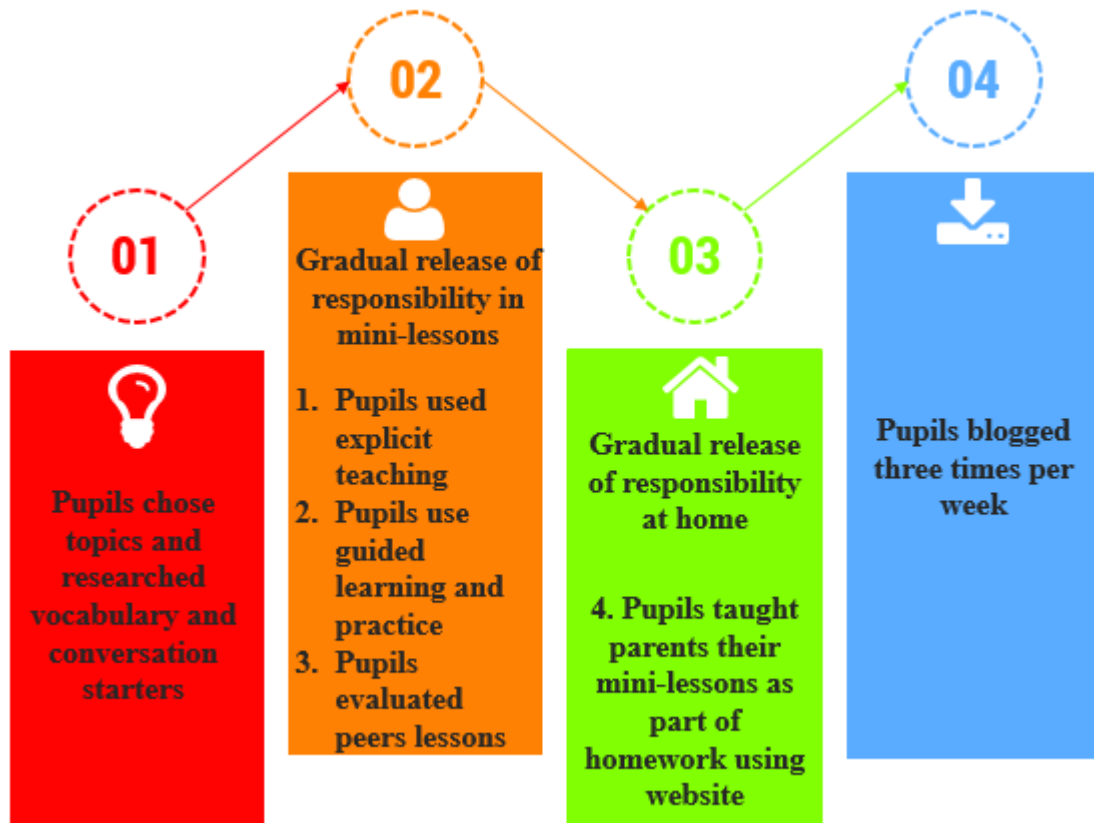 01
Pupils chose
topics and
researched
vocabulary and
conversation
starters
02
Gradual release of
responsibility in
mini-lessons
1. Pupils used
explicit
teaching
2. Pupils use
guided
learning and
practice
3. Pupils
evaluated
peers lessons
03
Gradual release
of responsibility
at home
4. Pupils taught
parents their
mini-lessons as
part of
homework using
website
04
Pupils blogged
three times per
week